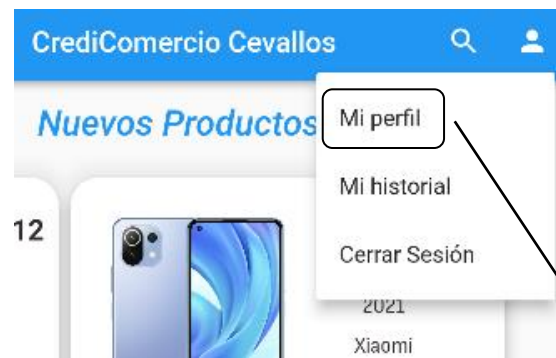 CrediComercio Cevallos
Nuevos Productos
Mi perfil
Mi historial
12
Cerrar Sesión
2021
Xiaomi